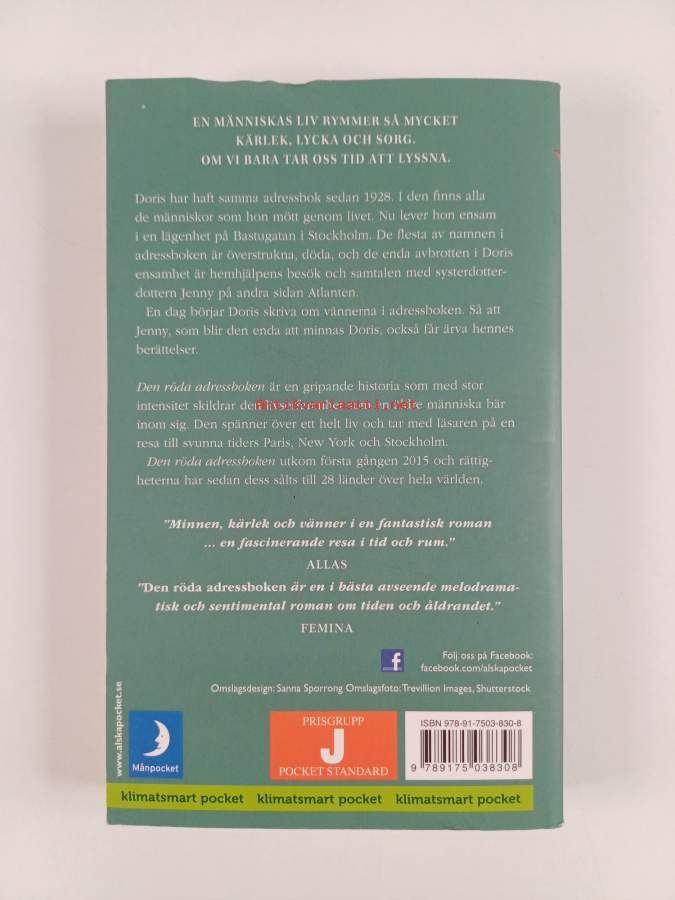 EN MÄNNISKAS LIV RYMMER SÅ MYCKET
KÄRLEK, LYCKA OCH SORG.
OM VI BARA TAR OSS TID ATT LYSSNA.
Doris har haft samma adressbok sedan 1928. I den finns alla
de människor som hon mött genom livet. Nu lever hon ensam
i en lägenhet på Bastugatan i Stockholm. De flesta av namnen i
adressboken är överstrukna, döda, och de enda avbrotten i Doris
ensamhet är hemhjälpens besök och samtalen med systerdotter-
dottern Jenny på andra sidan Atlanten.
En dag börjar Doris skriva om vännerna i adressboken. Så att
Jenny, som blir den enda att minnas Doris, också får ärva hennes
berättelser.
Den röda adressboken är en gripande historia som med stor
intensitet skildrar den som en äldre människa bär
inom sig. Den spänner över ett helt liv och tar med läsaren på en
resa till svunna tiders Paris, New York och Stockholm.
Den röda adressboken utkom första gången 2015 och rättig-
heterna har sedan dess sålts till 28 länder över hela världen.
"Minnen, kärlek och vänner i en fantastisk roman
... en fascinerande resa i tid och rum."
ALLAS
"Den röda adressboken är en i bästa avseende melodrama-
tisk och sentimental roman om tiden och åldrandet."
FEMINA
f
Följ oss på Facebook:
facebook.com/alskapocket
Omslagsdesign: Sanna Sporrong Omslagsfoto: Trevillion Images, Shutterstock
www.alskapocket.se
Månpocket
PRISGRUPP
J
POCKET STANDARD
ISBN 978-91-7503-830-8
9 789175 038308
klimatsmart pocket klimatsmart pocket klimatsmart pocket